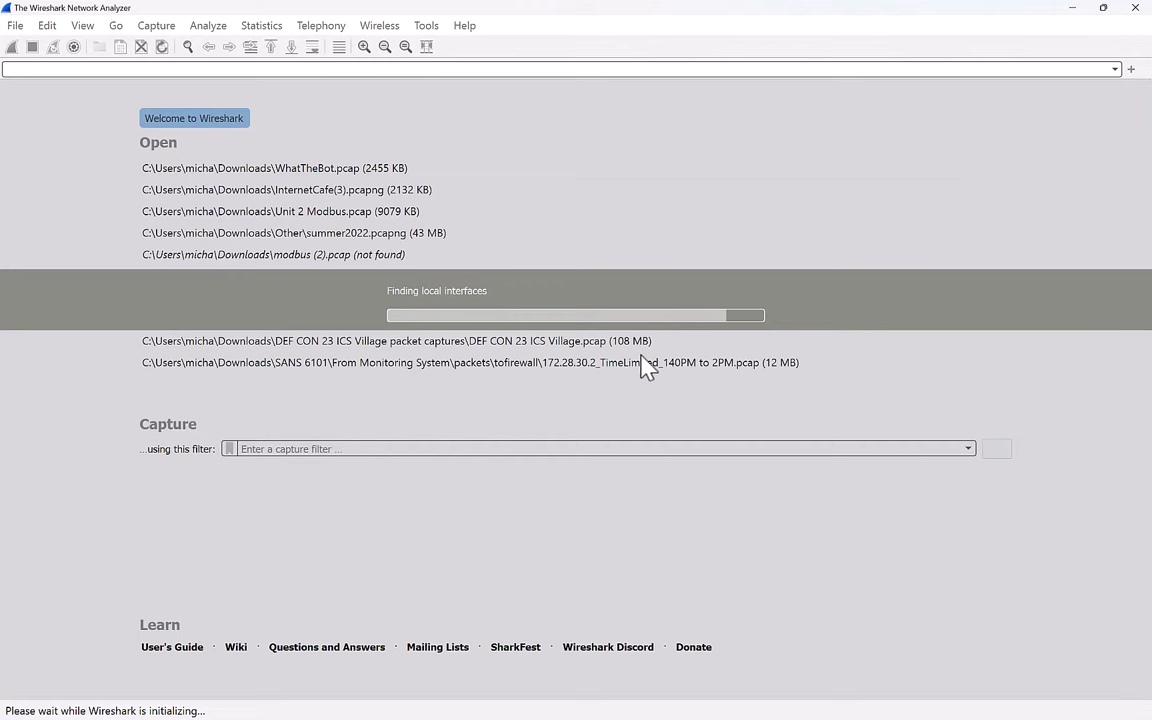 The Wireshark Network Analyzer
File Edit View Go Capture Analyze Statistics Telephony Wireless Tools Help
Welcome to Wireshark
Open
C:\Users\micha\Downloads\WhatTheBot.pcap (2455 KB)
C:\Users\micha\Downloads\InternetCafe(3).pcapng (2132 KB)
C:\Users\micha\Downloads\Unit 2 Modbus.pcap (9079 KB)
C:\Users\micha\Downloads\Other\summer2022.pcapng (43 MB)
C:\Users\micha\Downloads\modbus (2).pcap (not found)
Finding local interfaces
C:\Users\micha\Downloads\DEF CON 23 ICS Village packet captures\DEF CON 23 ICS Village.pcap (108 MB)
C:\Users\micha\Downloads\SANS 6101\From Monitoring System\packets\tofirewall\172.28.30.2_TimeLimited_140PM to 2PM.pcap (12 MB)
Capture
...using this filter: Enter a capture filter ...
Learn
User's Guide · Wiki · Questions and Answers · Mailing Lists · SharkFest · Wireshark Discord · Donate
Please wait while Wireshark is initializing...